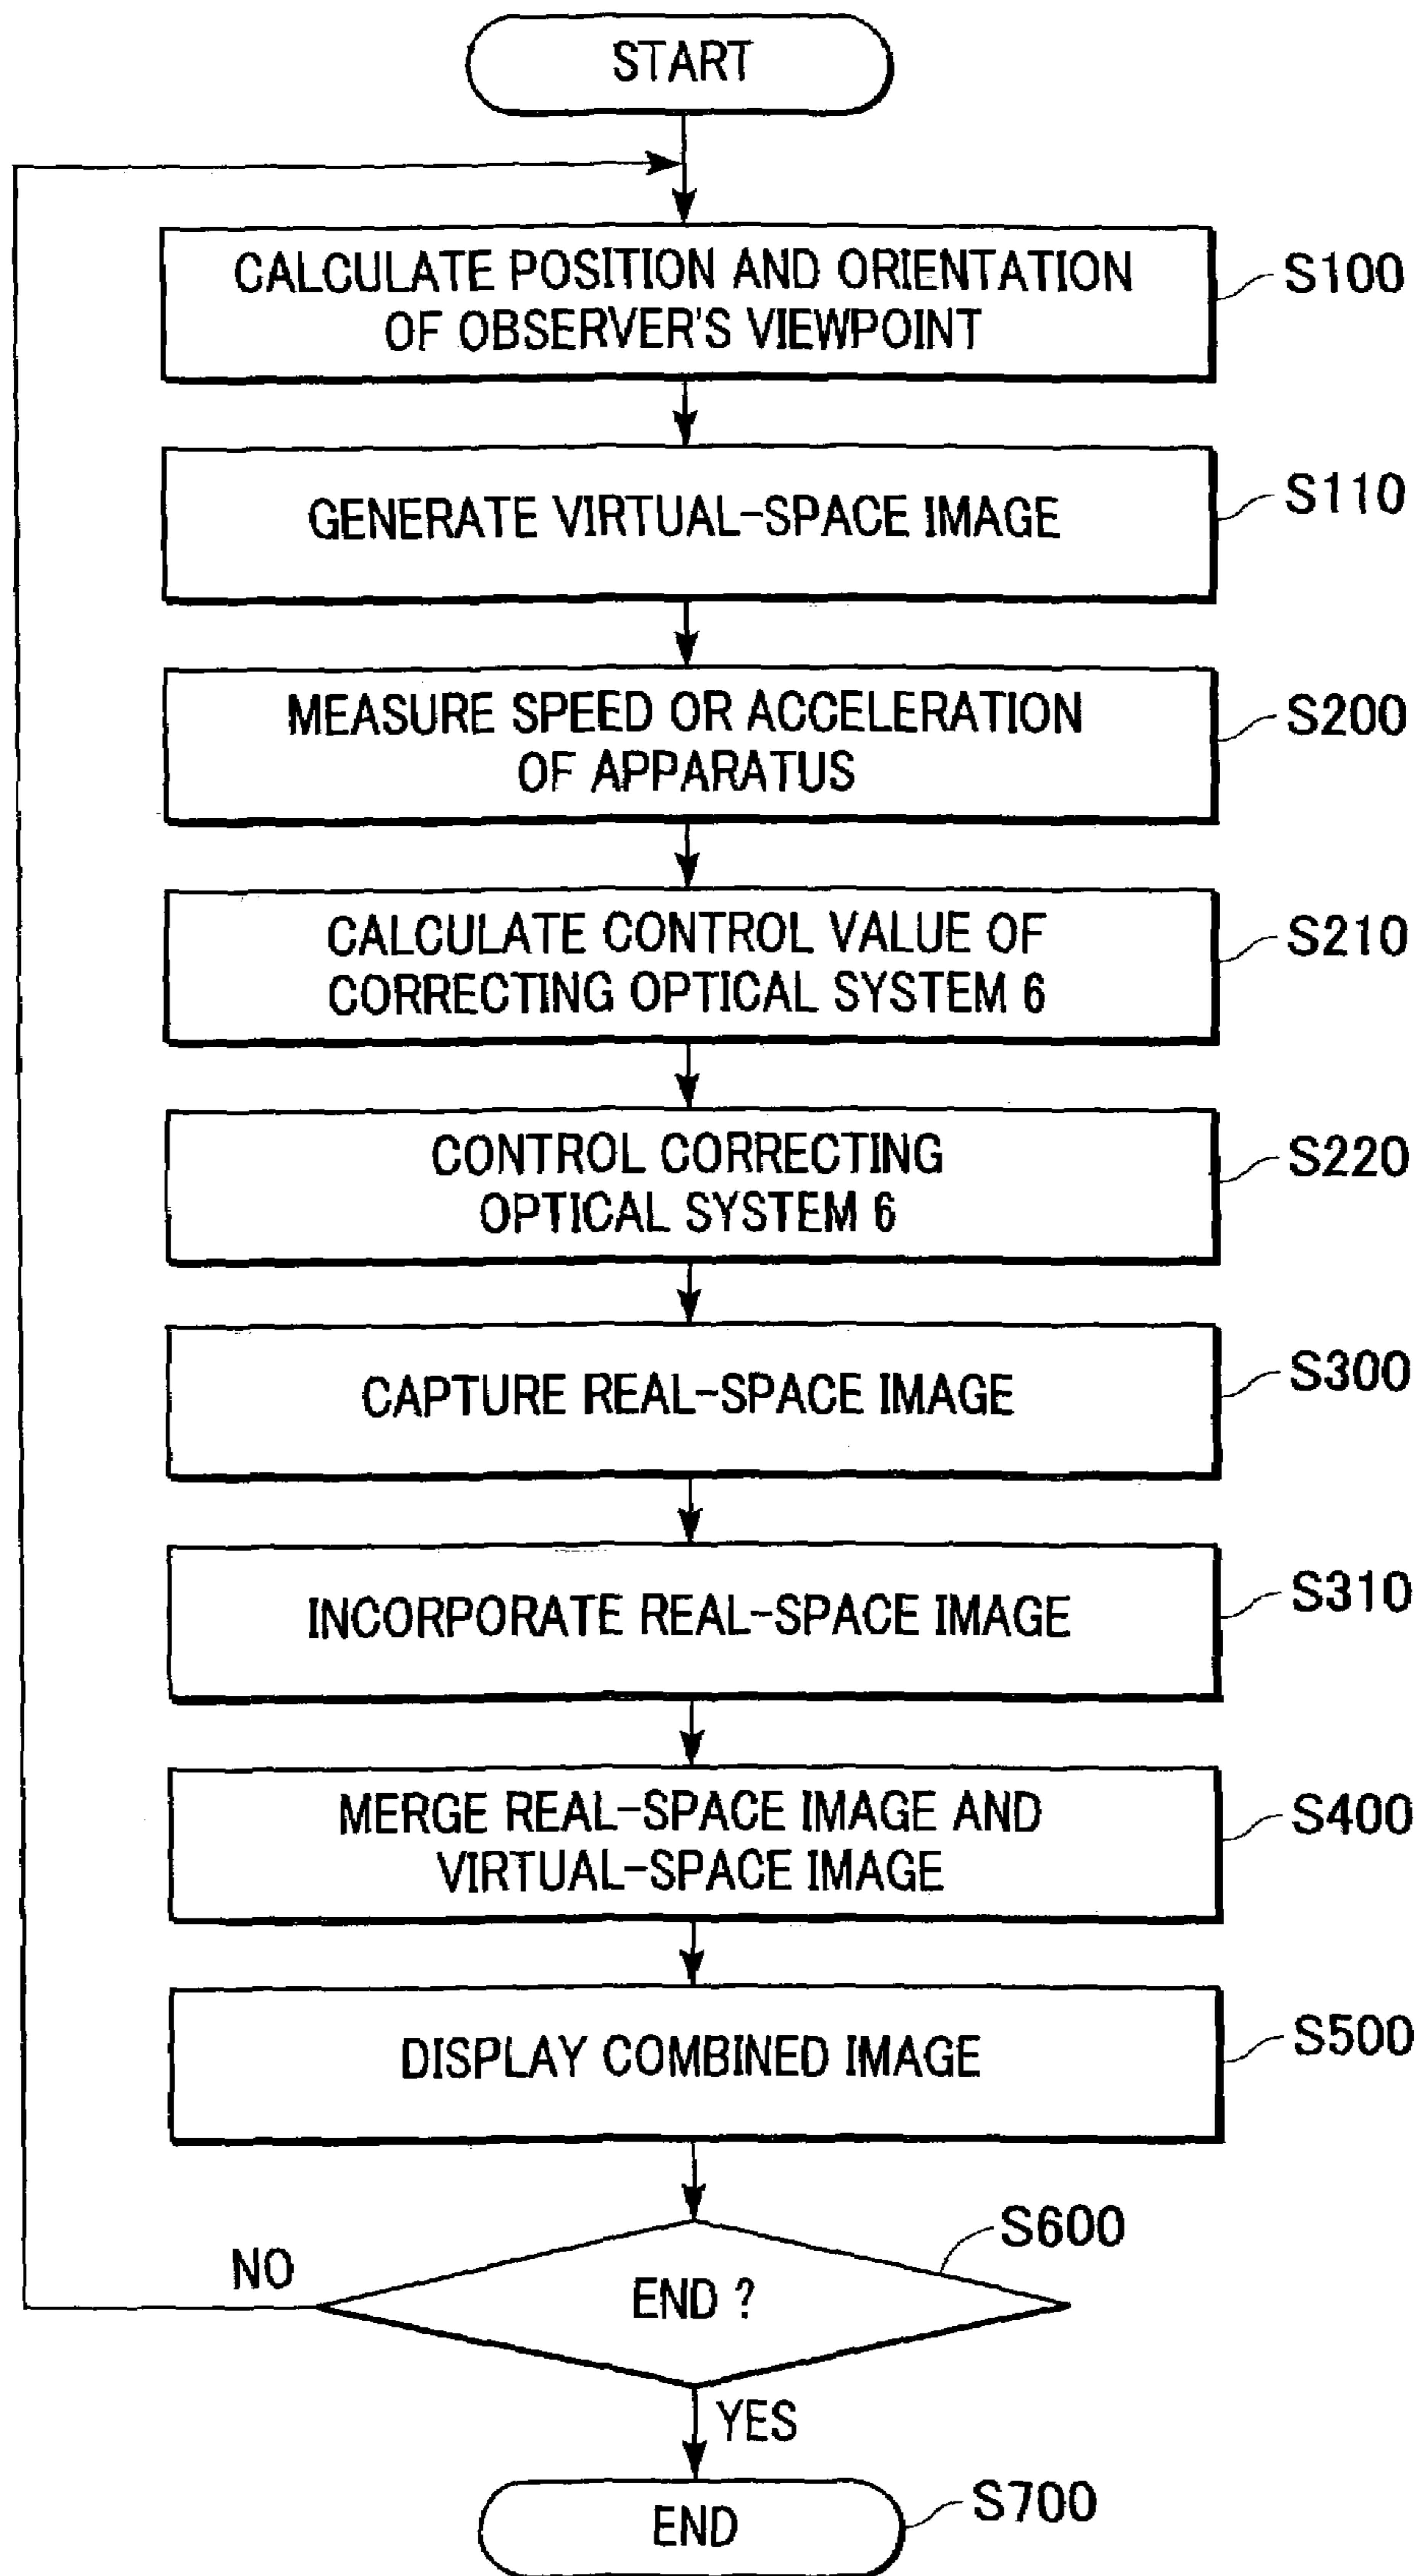 START
CALCULATE POSITION AND ORIENTATION
OF OBSERVER'S VIEWPOINT
S100
GENERATE VIRTUAL-SPACE IMAGE
S110
MEASURE SPEED OR ACCELERATION
OF APPARATUS
S200
CALCULATE CONTROL VALUE OF
CORRECTING OPTICAL SYSTEM 6
S210
CONTROL CORRECTING
OPTICAL SYSTEM 6
S220
CAPTURE REAL-SPACE IMAGE
S300
INCORPORATE REAL-SPACE IMAGE
S310
MERGE REAL-SPACE IMAGE AND
VIRTUAL-SPACE IMAGE
S400
DISPLAY COMBINED IMAGE
S500
S600
NO
END ?
YES
END
S700